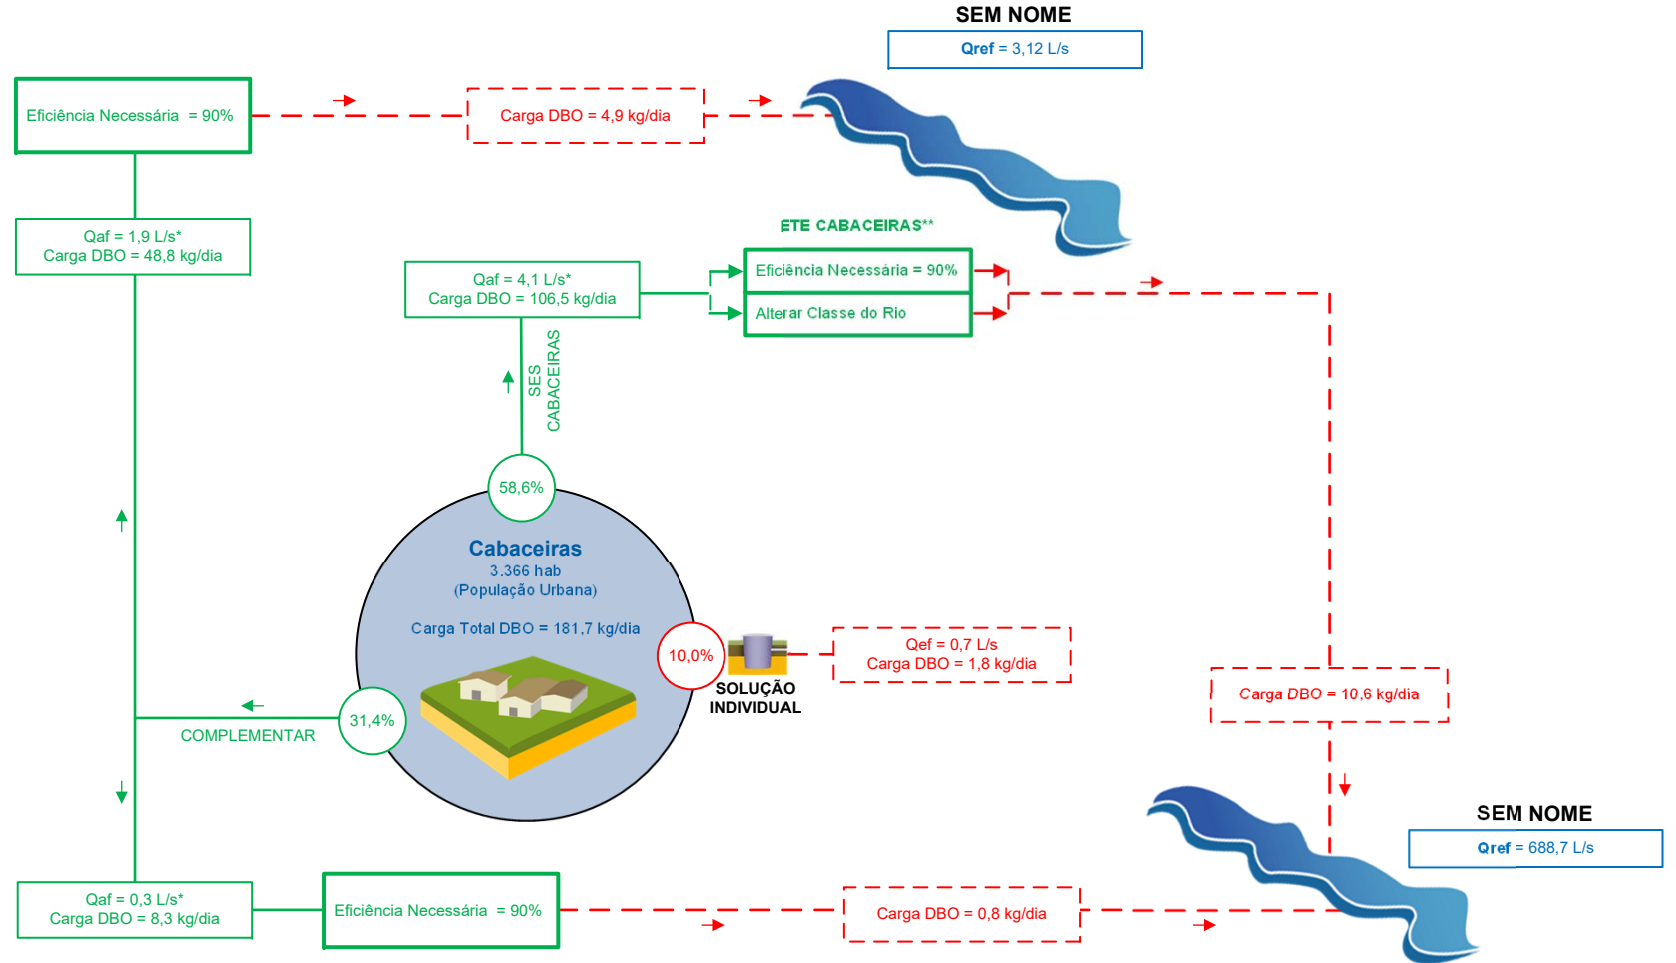 SEM NOME
Qref = 3,12 L/s
Eficiência Necessária = 90%
Carga DBO = 4,9 kg/dia
Qaf = 1,9 L/s*
Carga DBO = 48,8 kg/dia
ETE CABACEIRAS**
Qaf = 4,1 L/s*
Carga DBO = 106,5 kg/dia
Eficiência Necessária = 90%
Alterar Classe do Rio
SES
CABACEIRAS
58,6%
Cabaceiras
3.366 hab
(População Urbana)
Carga Total DBO = 181,7 kg/dia
10,0%
SOLUÇÃO
INDIVIDUAL
Qef = 0,7 L/s
Carga DBO = 1,8 kg/dia
31,4%
COMPLEMENTAR
Carga DBO = 10,6 kg/dia
SEM NOME
Qref = 688,7 L/s
Qaf = 0,3 L/s*
Carga DBO = 8,3 kg/dia
Eficiência Necessária = 90%
Carga DBO = 0,8 kg/dia